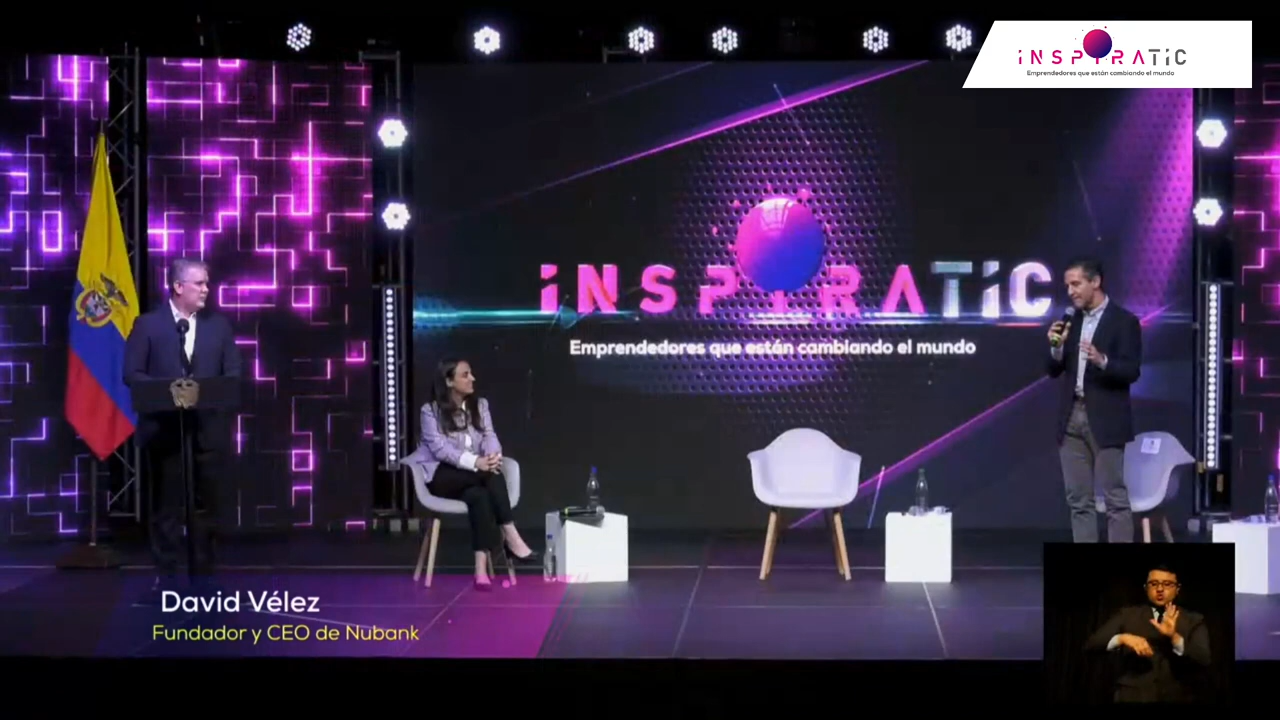 iNSPIRATiC
Emprendedores que están cambiando el mundo
iNSPIRATiC
Emprendedores que están cambiando el mundo
David Vélez
Fundador y CEO de Nubank